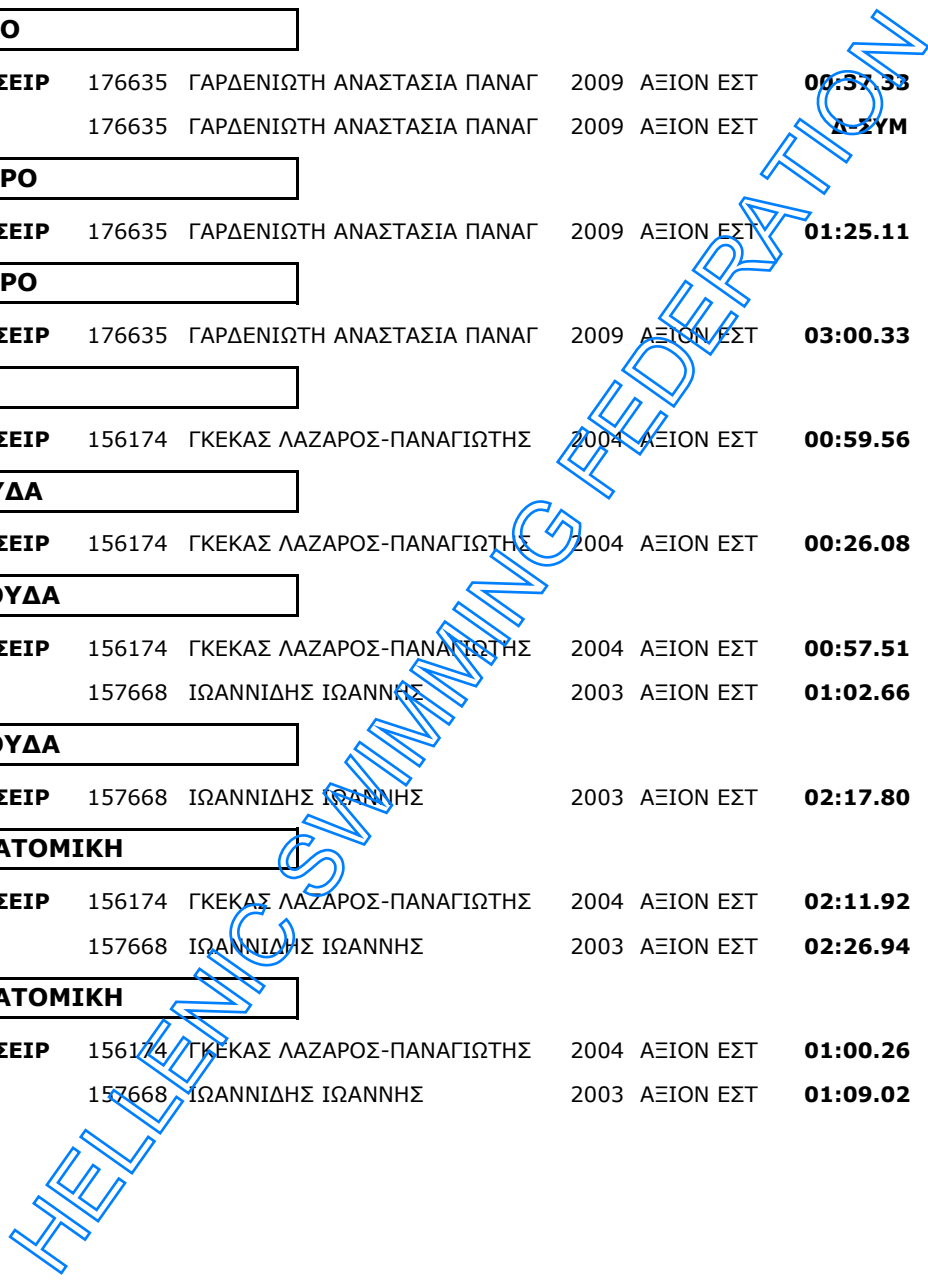 Ο
ΣΕΙΡ 176635 ΓΑΡΔΕΝΙΩΤΗ ΑΝΑΣΤΑΣΙΑ ΠΑΝΑΓ 2009 ΑΞΙΟΝ ΕΣΤ 00:37.33
176635 ΓΑΡΔΕΝΙΩΤΗ ΑΝΑΣΤΑΣΙΑ ΠΑΝΑΓ 2009 ΑΞΙΟΝ ΕΣΤ Δ-ΣΥΜ
ΡΟ
ΣΕΙΡ 176635 ΓΑΡΔΕΝΙΩΤΗ ΑΝΑΣΤΑΣΙΑ ΠΑΝΑΓ 2009 ΑΞΙΟΝ ΕΣΤ 01:25.11
ΡΟ
ΣΕΙΡ 176635 ΓΑΡΔΕΝΙΩΤΗ ΑΝΑΣΤΑΣΙΑ ΠΑΝΑΓ 2009 ΑΞΙΟΝ ΕΣΤ 03:00.33
ΣΕΙΡ 156174 ΓΚΕΚΑΣ ΛΑΖΑΡΟΣ-ΠΑΝΑΓΙΩΤΗΣ 2004 ΑΞΙΟΝ ΕΣΤ 00:59.56
ΥΔΑ
ΣΕΙΡ 156174 ΓΚΕΚΑΣ ΛΑΖΑΡΟΣ-ΠΑΝΑΓΙΩΤΗΣ 2004 ΑΞΙΟΝ ΕΣΤ 00:26.08
ΟΥΔΑ
ΣΕΙΡ 156174 ΓΚΕΚΑΣ ΛΑΖΑΡΟΣ-ΠΑΝΑΓΙΩΤΗΣ 2004 ΑΞΙΟΝ ΕΣΤ 00:57.51
157668 ΙΩΑΝΝΙΔΗΣ ΙΩΑΝΝΗΣ 2003 ΑΞΙΟΝ ΕΣΤ 01:02.66
ΟΥΔΑ
ΣΕΙΡ 157668 ΙΩΑΝΝΙΔΗΣ ΙΩΑΝΝΗΣ 2003 ΑΞΙΟΝ ΕΣΤ 02:17.80
ΑΤΟΜΙΚΗ
ΣΕΙΡ 156174 ΓΚΕΚΑΣ ΛΑΖΑΡΟΣ-ΠΑΝΑΓΙΩΤΗΣ 2004 ΑΞΙΟΝ ΕΣΤ 02:11.92
157668 ΙΩΑΝΝΙΔΗΣ ΙΩΑΝΝΗΣ 2003 ΑΞΙΟΝ ΕΣΤ 02:26.94
ΑΤΟΜΙΚΗ
ΣΕΙΡ 156174 ΓΚΕΚΑΣ ΛΑΖΑΡΟΣ-ΠΑΝΑΓΙΩΤΗΣ 2004 ΑΞΙΟΝ ΕΣΤ 01:00.26
157668 ΙΩΑΝΝΙΔΗΣ ΙΩΑΝΝΗΣ 2003 ΑΞΙΟΝ ΕΣΤ 01:09.02
HELLENIC SWIMMING FEDERATION